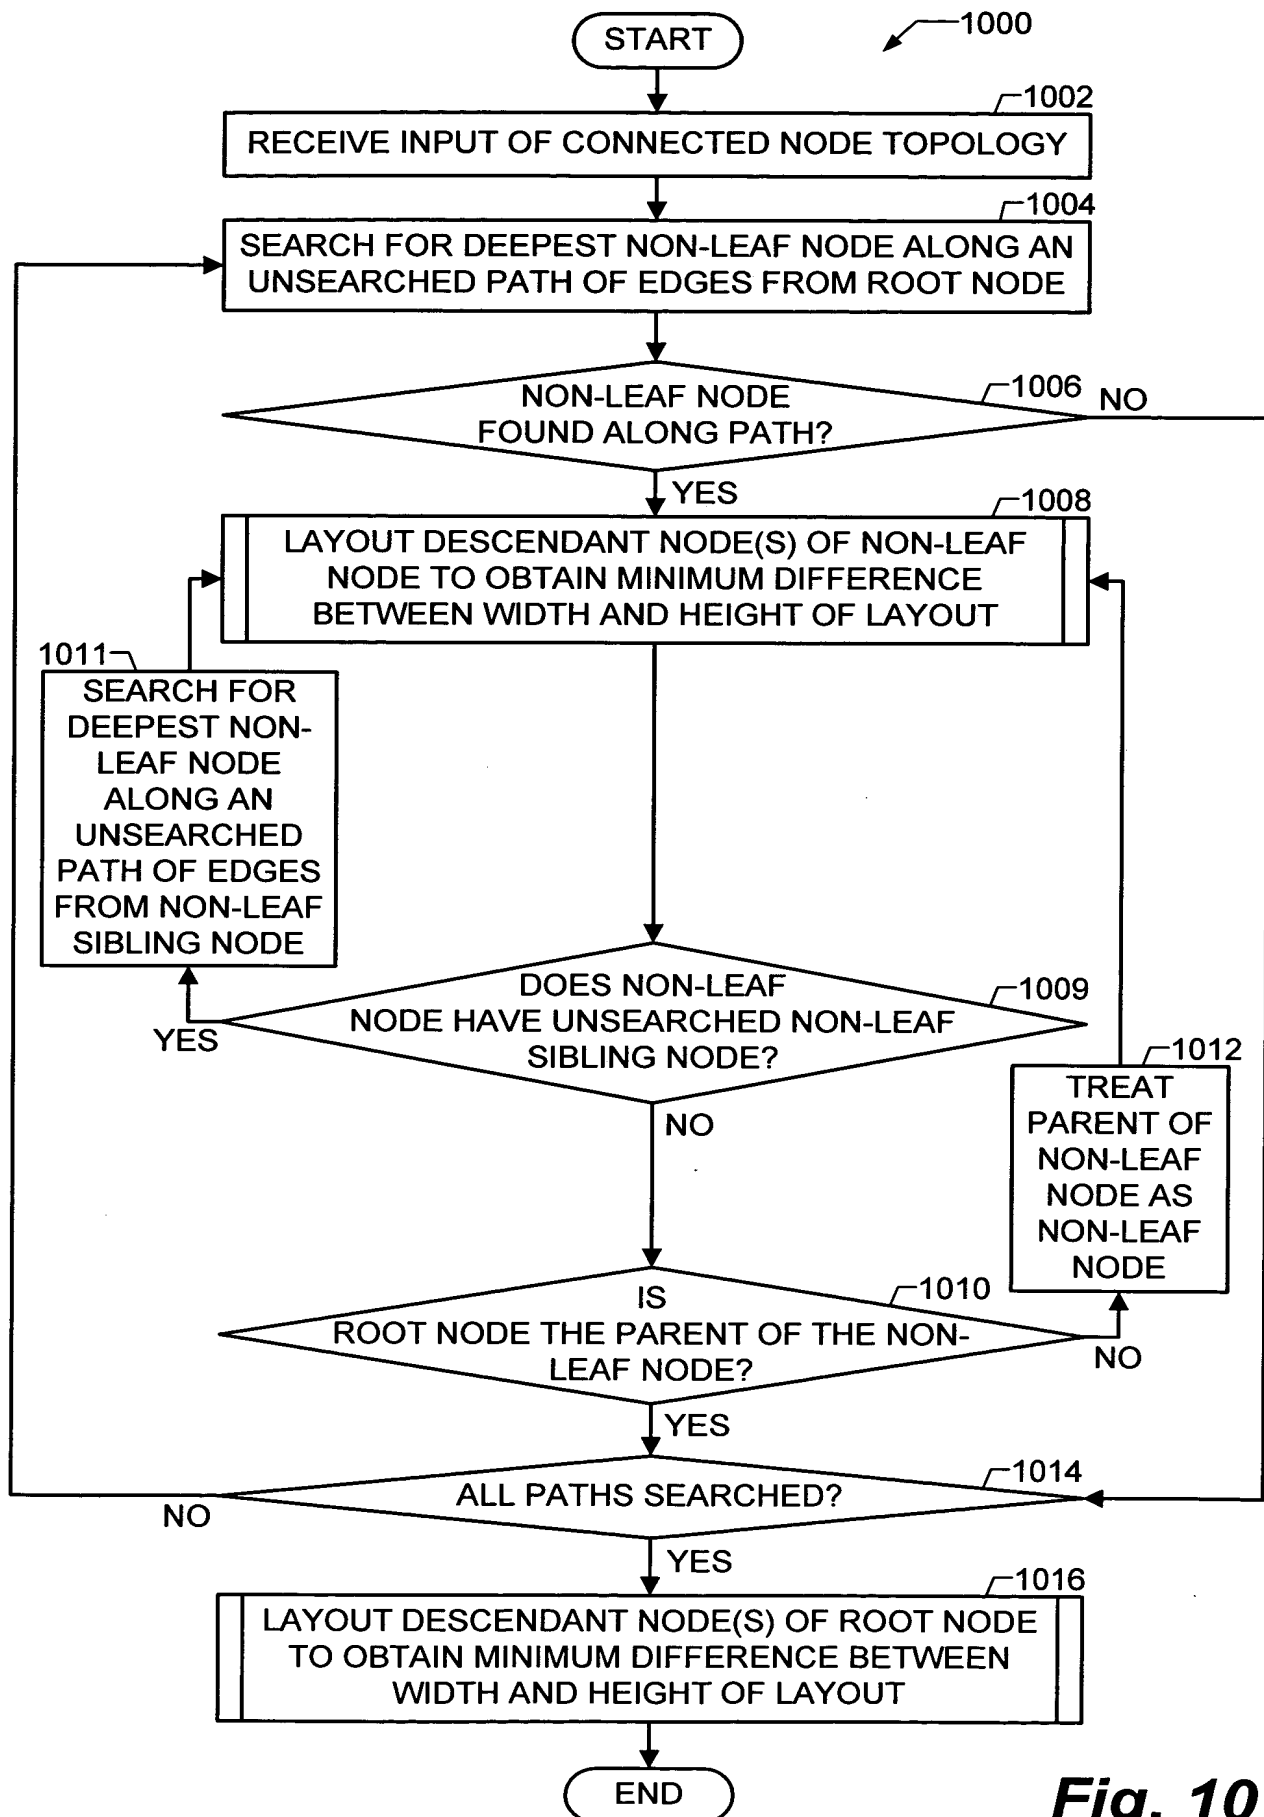 START
1000
1002
RECEIVE INPUT OF CONNECTED NODE TOPOLOGY
1004
SEARCH FOR DEEPEST NON-LEAF NODE ALONG AN
UNSEARCHED PATH OF EDGES FROM ROOT NODE
1006
NO
NON-LEAF NODE
FOUND ALONG PATH?
YES
1008
LAYOUT DESCENDANT NODE(S) OF NON-LEAF
NODE TO OBTAIN MINIMUM DIFFERENCE
BETWEEN WIDTH AND HEIGHT OF LAYOUT
1011
SEARCH FOR
DEEPEST NON-
LEAF NODE
ALONG AN
UNSEARCHED
PATH OF EDGES
FROM NON-LEAF
SIBLING NODE
YES
1009
DOES NON-LEAF
NODE HAVE UNSEARCHED NON-LEAF
SIBLING NODE?
NO
1012
TREAT
PARENT OF
NON-LEAF
NODE AS
NON-LEAF
NODE
1010
IS
ROOT NODE THE PARENT OF THE NON-
LEAF NODE?
NO
YES
1014
ALL PATHS SEARCHED?
NO
YES
1016
LAYOUT DESCENDANT NODE(S) OF ROOT NODE
TO OBTAIN MINIMUM DIFFERENCE BETWEEN
WIDTH AND HEIGHT OF LAYOUT
END
Fig. 10